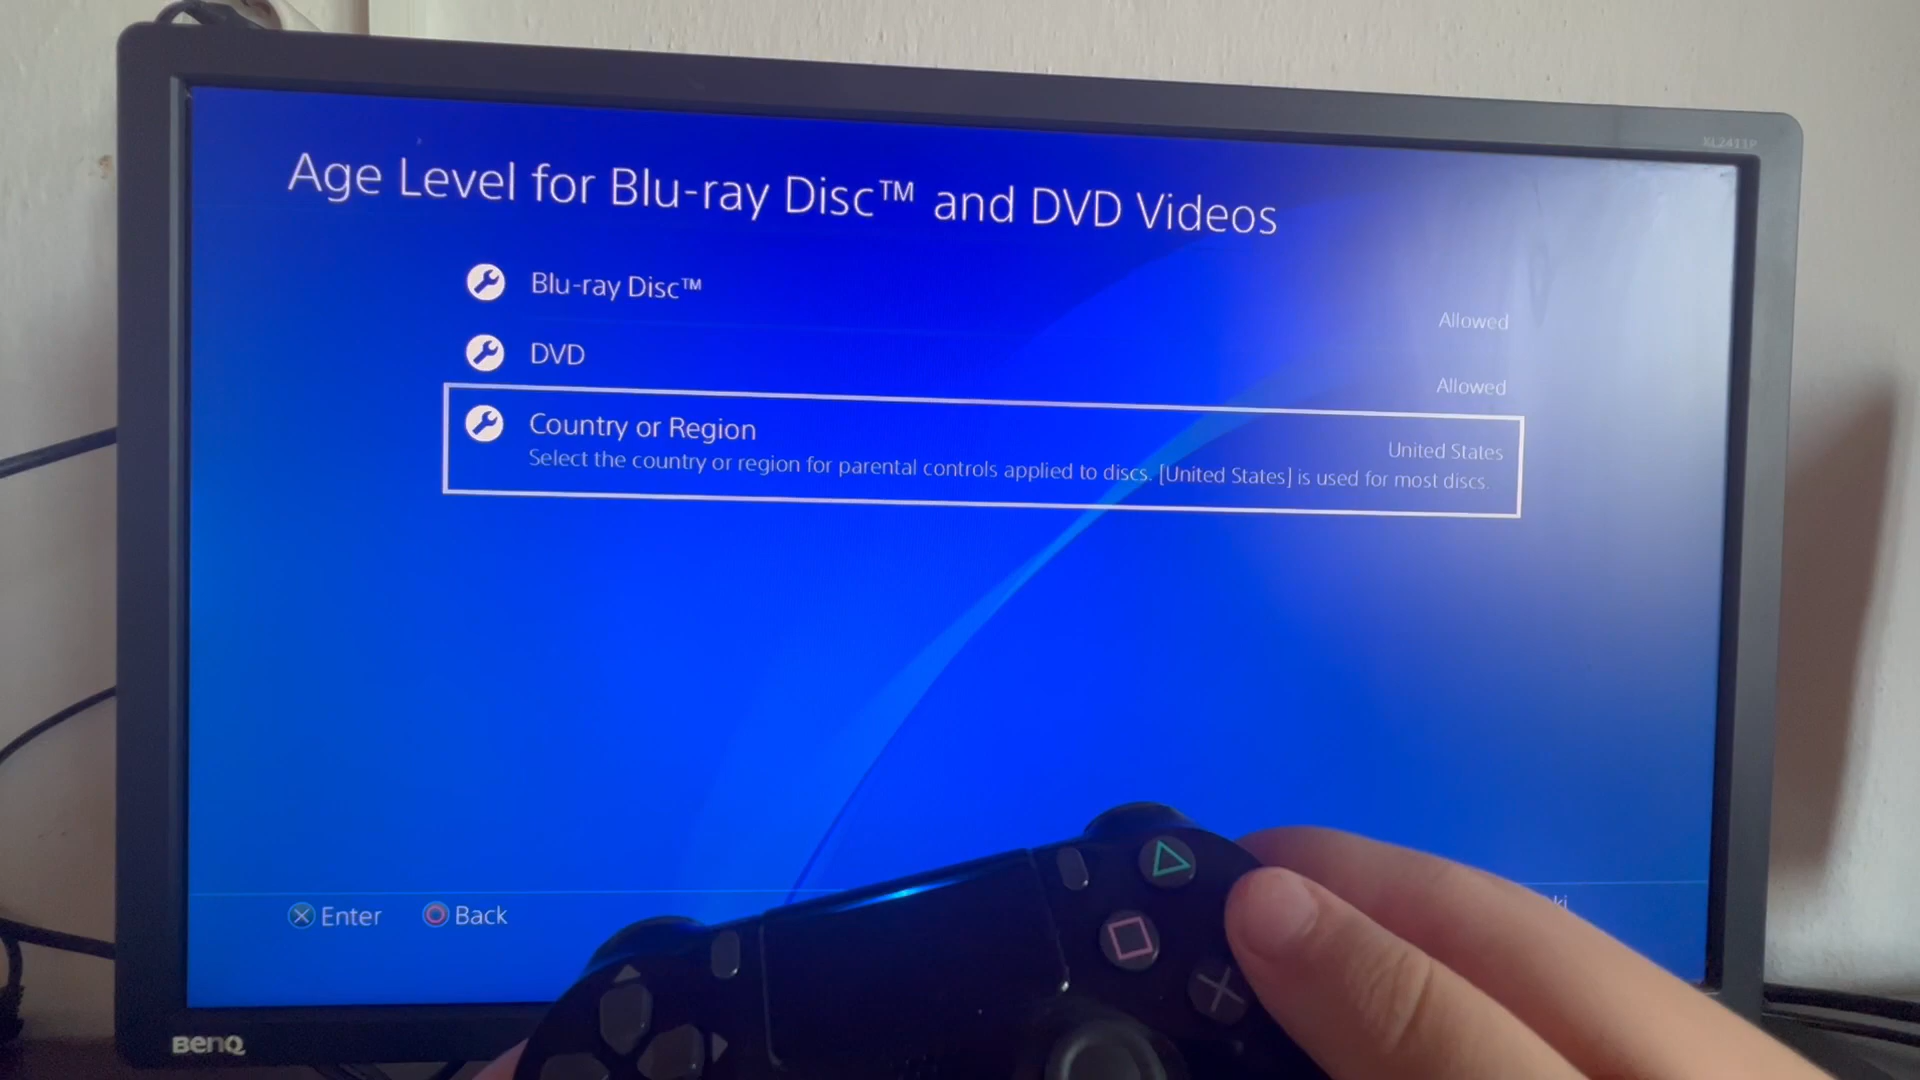 XL2411P
Age Level for Blu-ray Disc™ and DVD Videos
Blu-ray Disc™
Allowed
DVD
Allowed
Country or Region
United States
Select the country or region for parental controls applied to discs. [United States] is used for most discs.
Enter
Back
BenQ